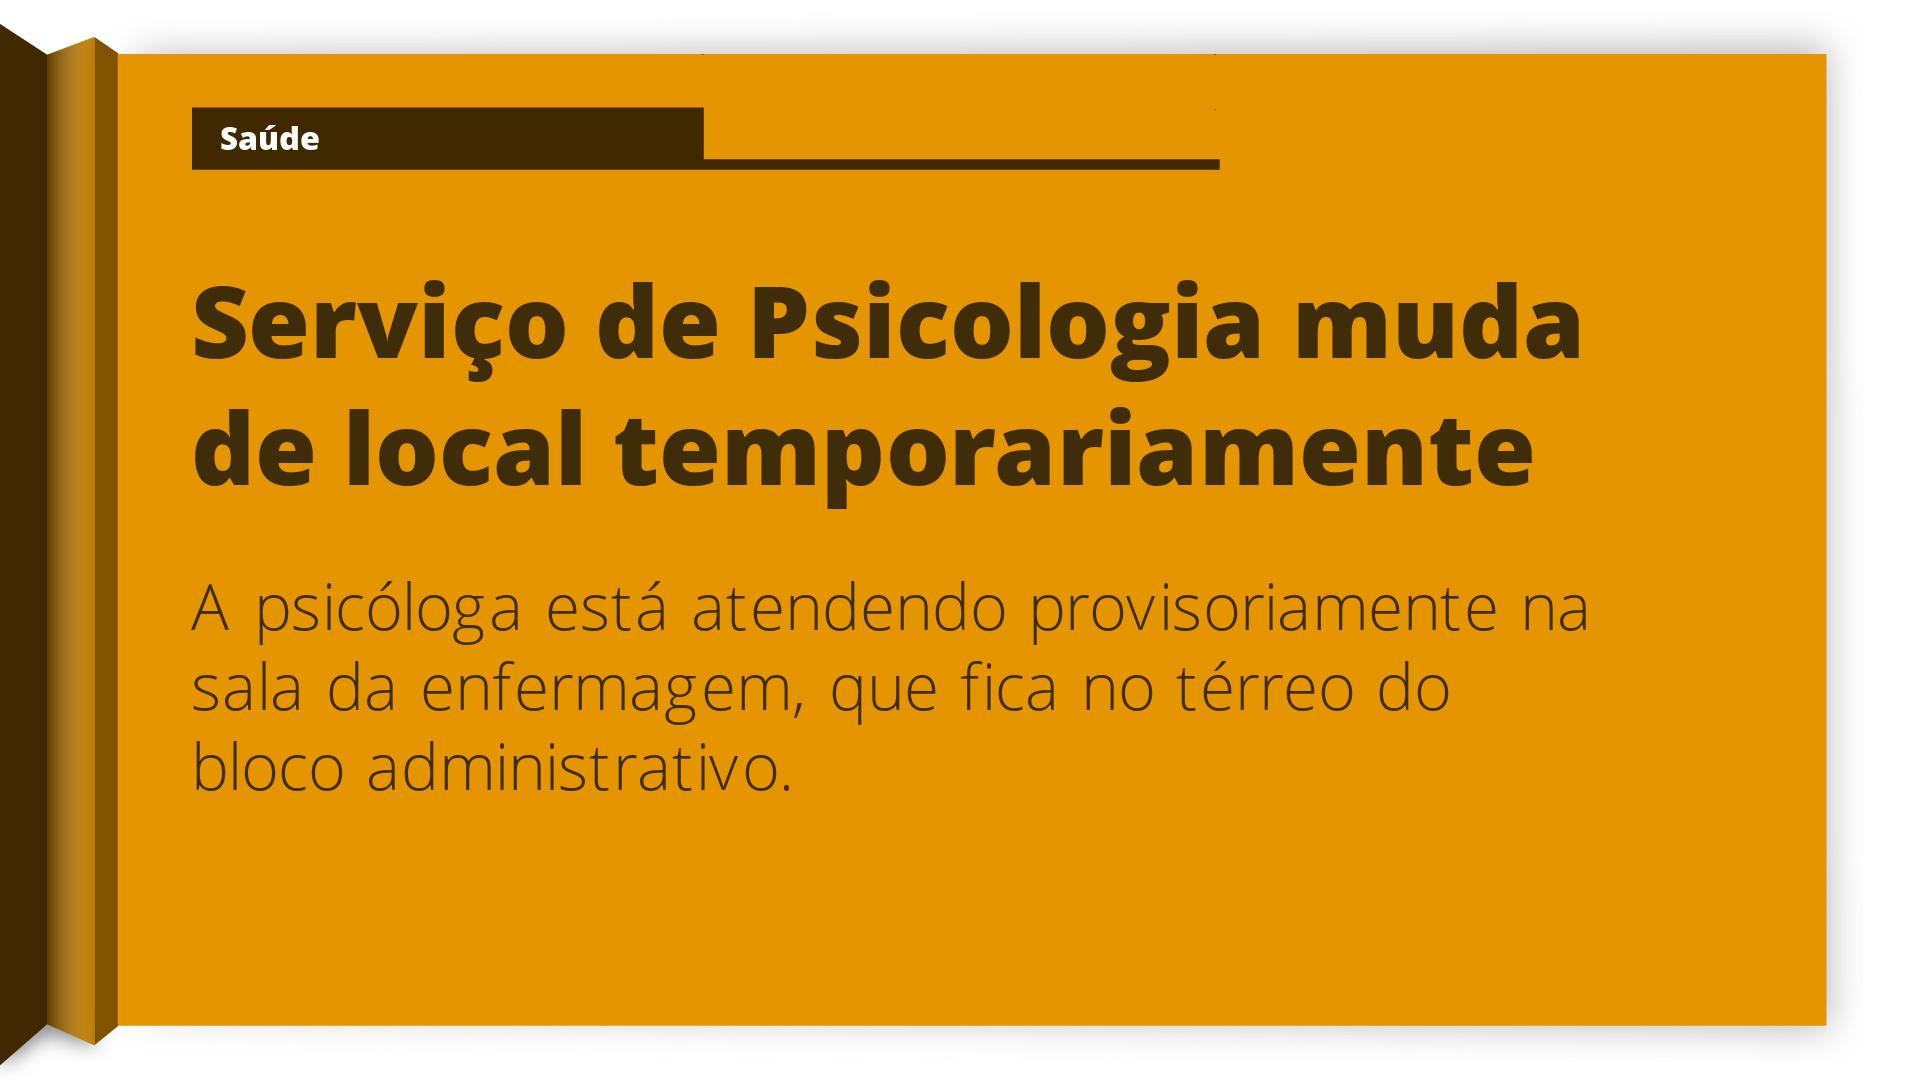 Saúde
Serviço de Psicologia muda
de local temporariamente
A psicóloga está atendendo provisoriamente na
sala da enfermagem, que fica no térreo do
bloco administrativo.